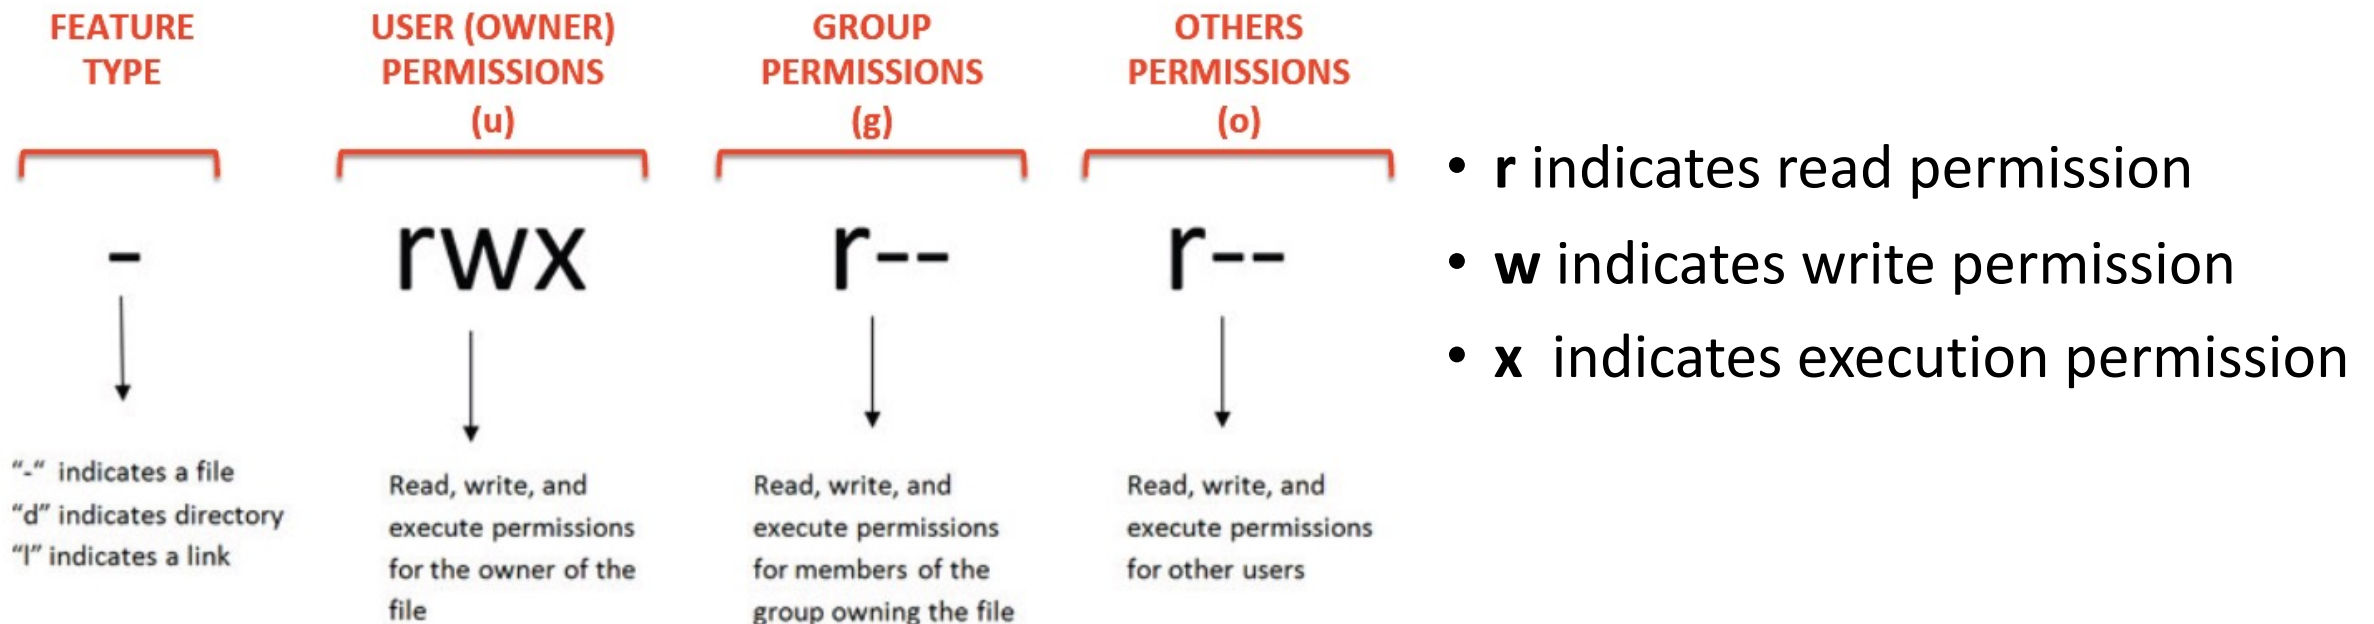 FEATURE
TYPE
USER (OWNER)
PERMISSIONS
(u)
GROUP
PERMISSIONS
(g)
OTHERS
PERMISSIONS
(o)
-
rwx
r--
r--
“-“ indicates a file
“d” indicates directory
“l” indicates a link
Read, write, and
execute permissions
for the owner of the
file
Read, write, and
execute permissions
for members of the
group owning the file
Read, write, and
execute permissions
for other users
• r indicates read permission
• w indicates write permission
• x indicates execution permission